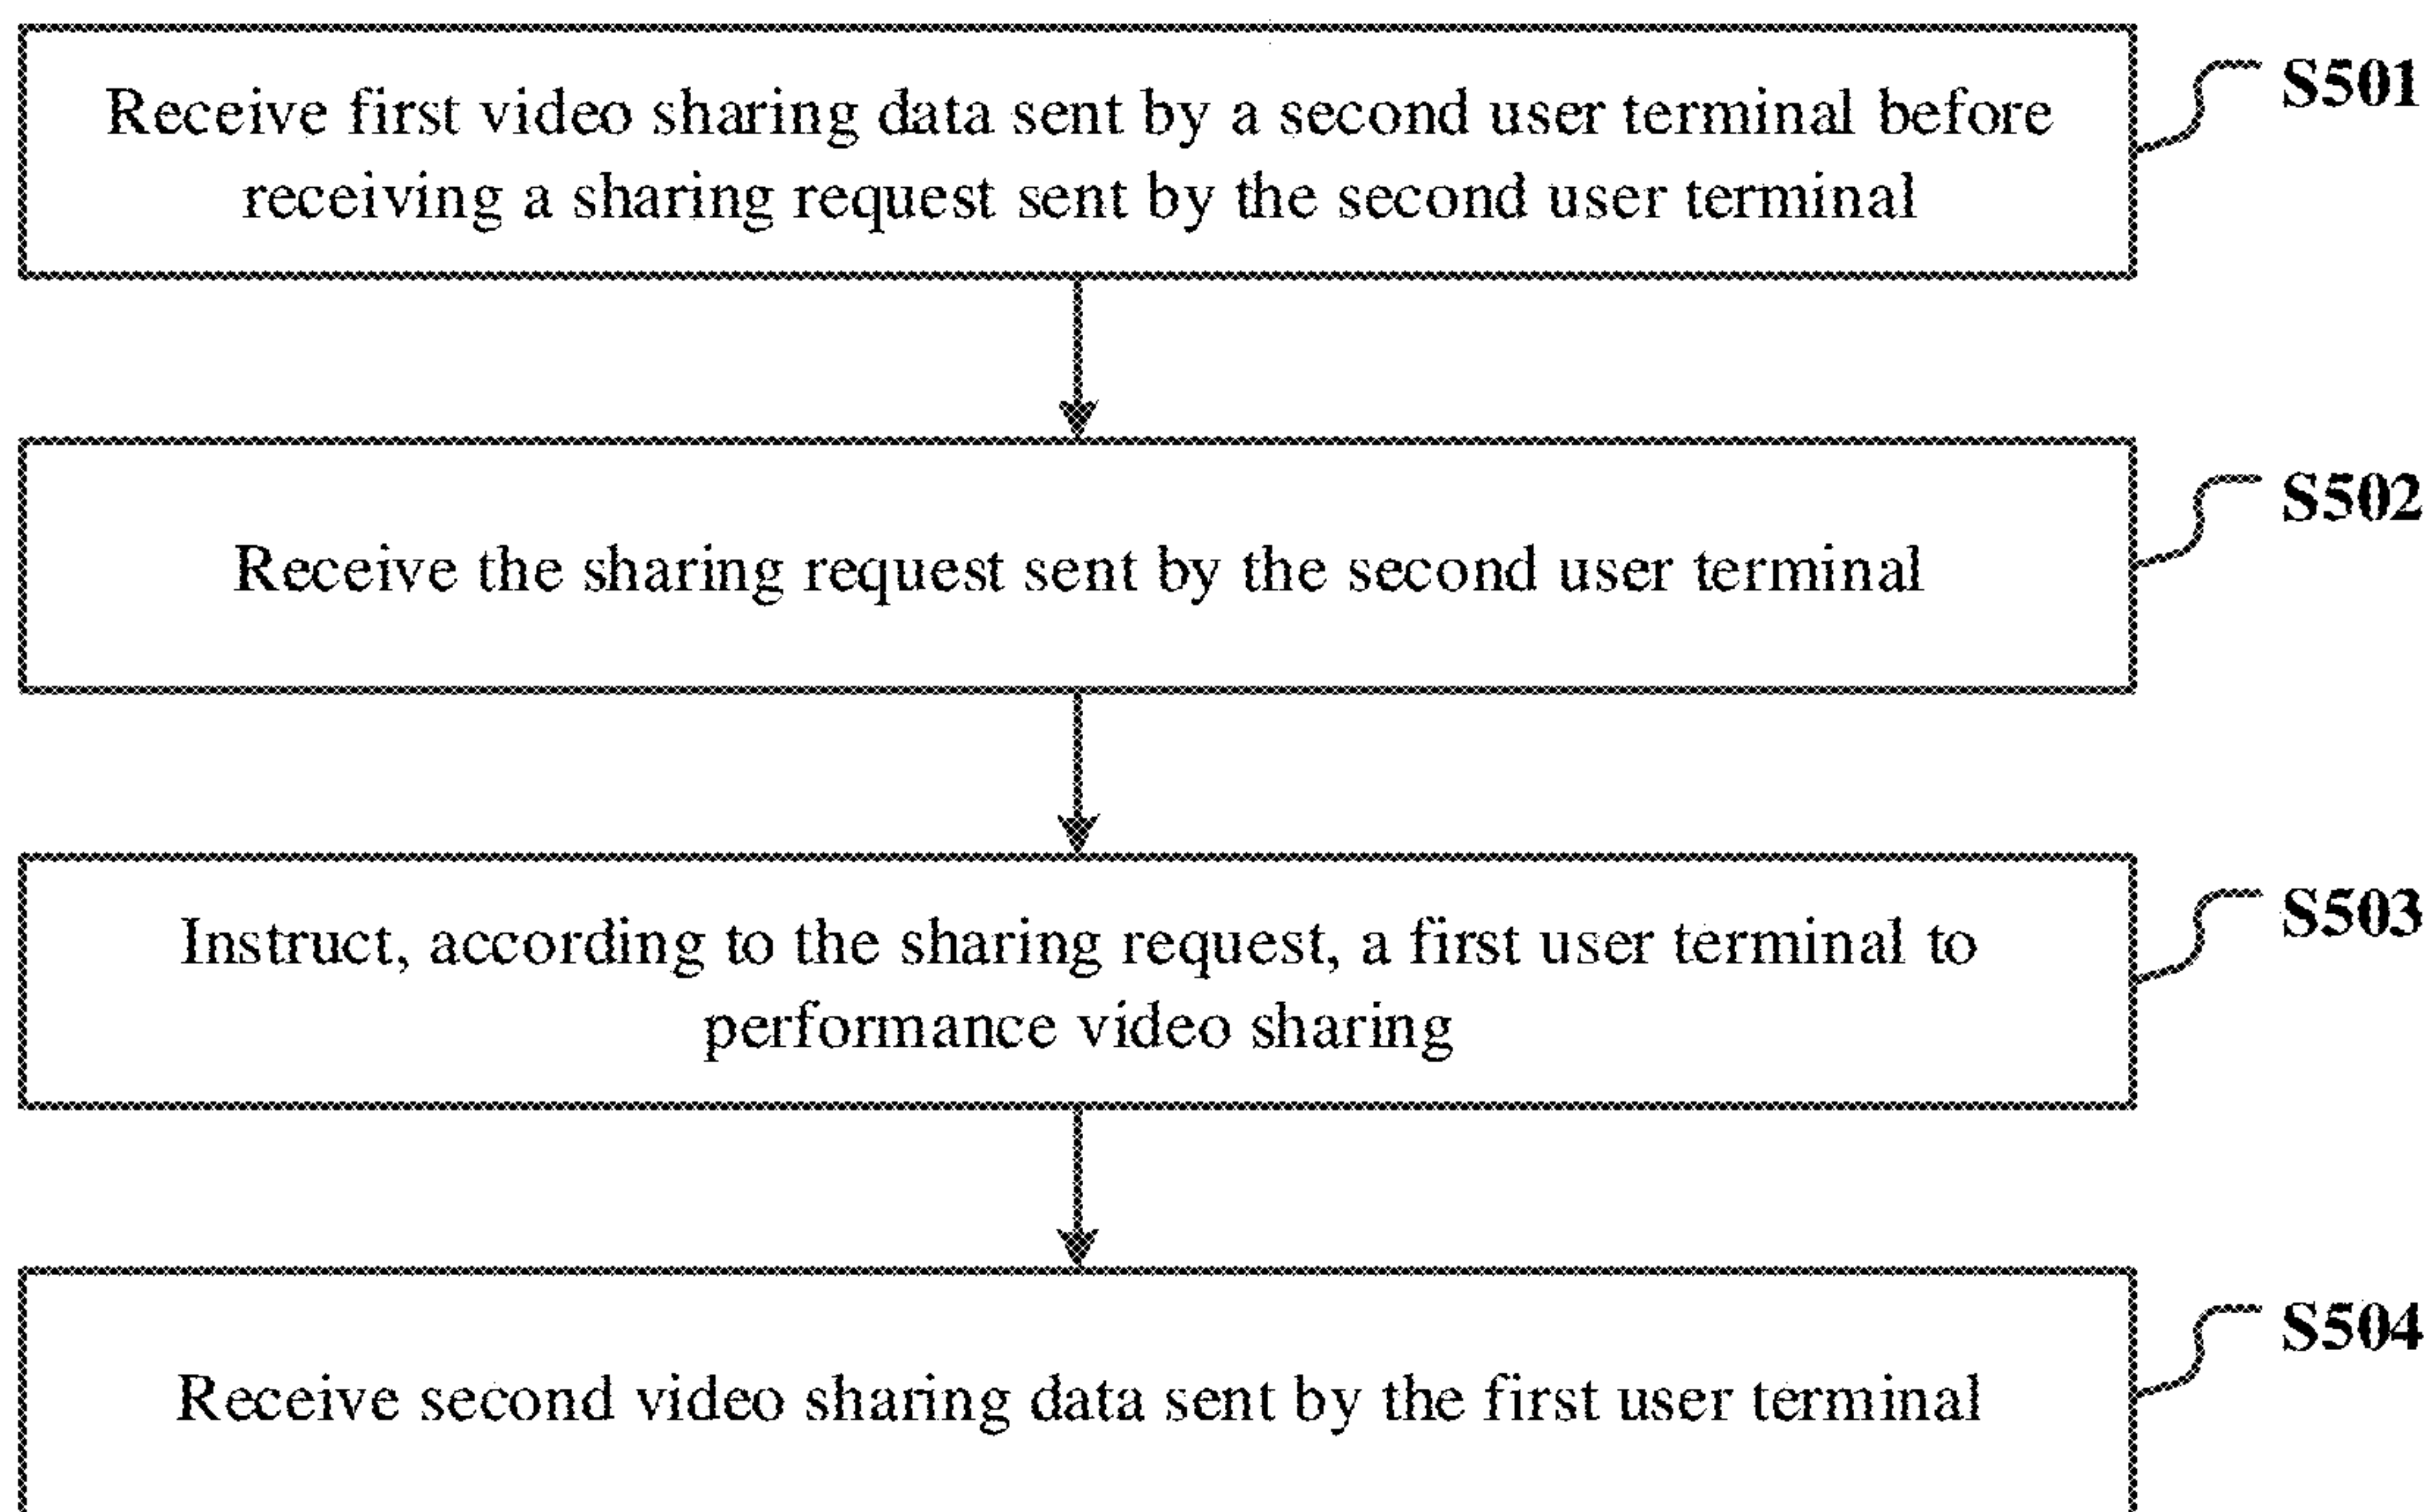 Receive first video sharing data sent by a second user terminal before
receiving a sharing request sent by the second user terminal
S501
Receive the sharing request sent by the second user terminal
S502
Instruct, according to the sharing request, a first user terminal to
performance video sharing
S503
Receive second video sharing data sent by the first user terminal
S504